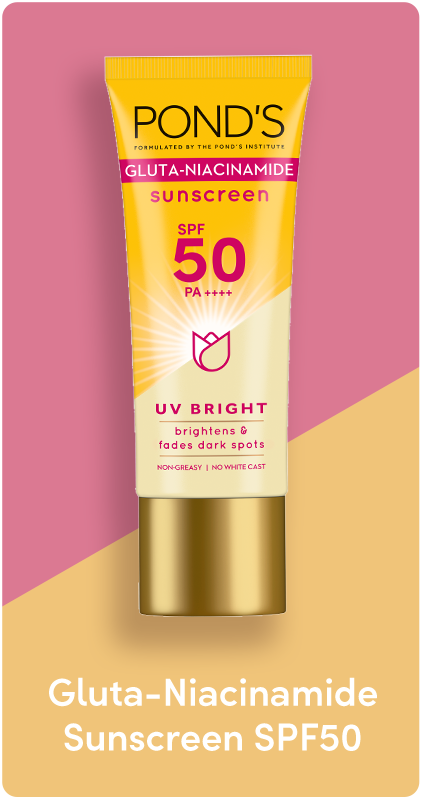 POND'S
FORMULATED BY THE POND'S INSTITUTE
GLUTA-NIACINAMIDE
sunscreen
SPF
50
PA ++++
UV BRIGHT
brightens &
fades dark spots
NON-GREASY | NO WHITE CAST
Gluta-Niacinamide
Sunscreen SPF50